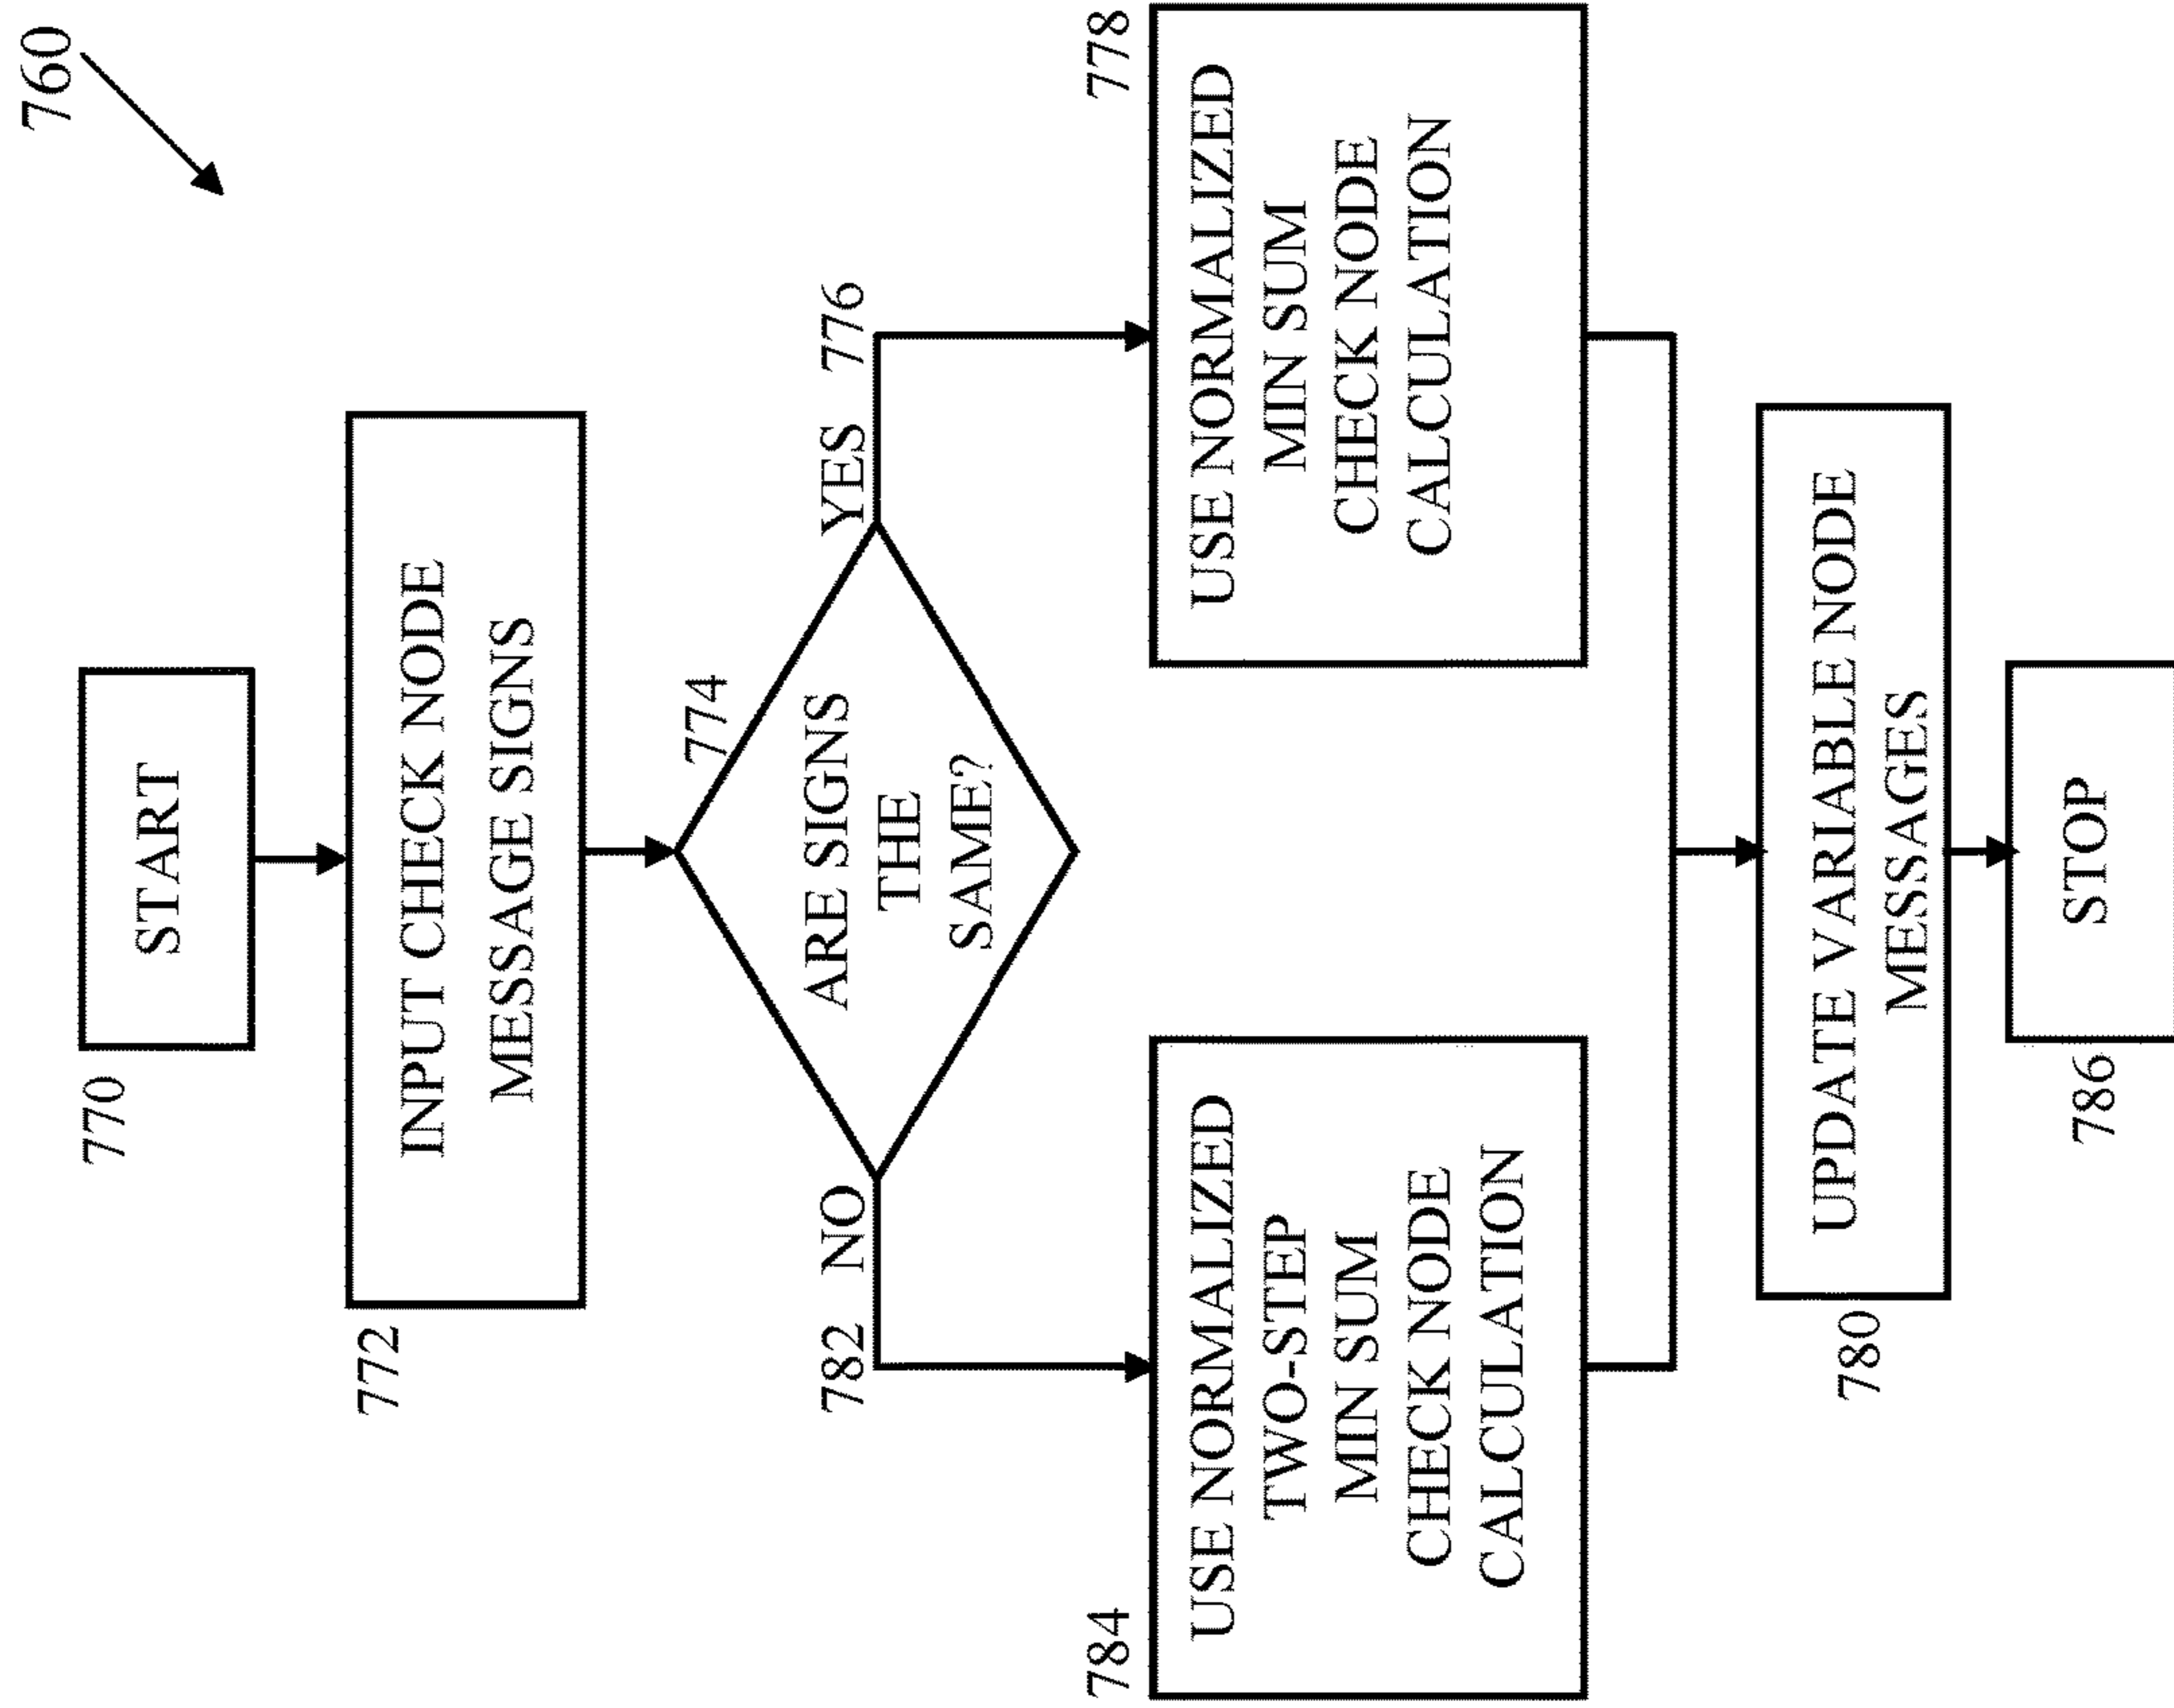 760
770
START
772
INPUT CHECK NODE
MESSAGE SIGNS
774
ARE SIGNS
THE
SAME?
782 NO
YES 776
784
USE NORMALIZED
TWO-STEP
MIN SUM
CHECK NODE
CALCULATION
778
USE NORMALIZED
MIN SUM
CHECK NODE
CALCULATION
780
UPDATE VARIABLE NODE
MESSAGES
786
STOP